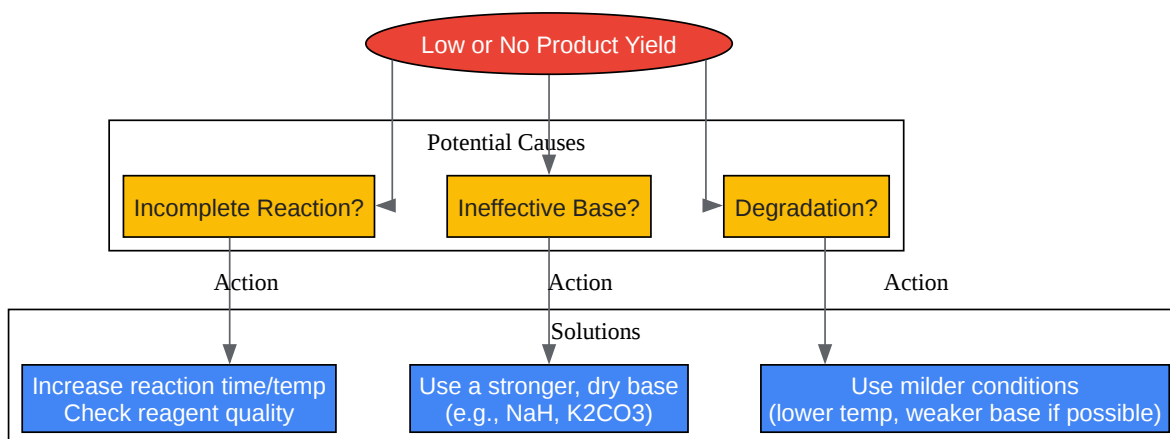 Low or No Product Yield
Potential Causes
Incomplete Reaction?
Ineffective Base?
Degradation?
Action
Action
Action
Solutions
Increase reaction time/temp
Check reagent quality
Use a stronger, dry base
(e.g., NaH, K2CO3)
Use milder conditions
(lower temp, weaker base if possible)